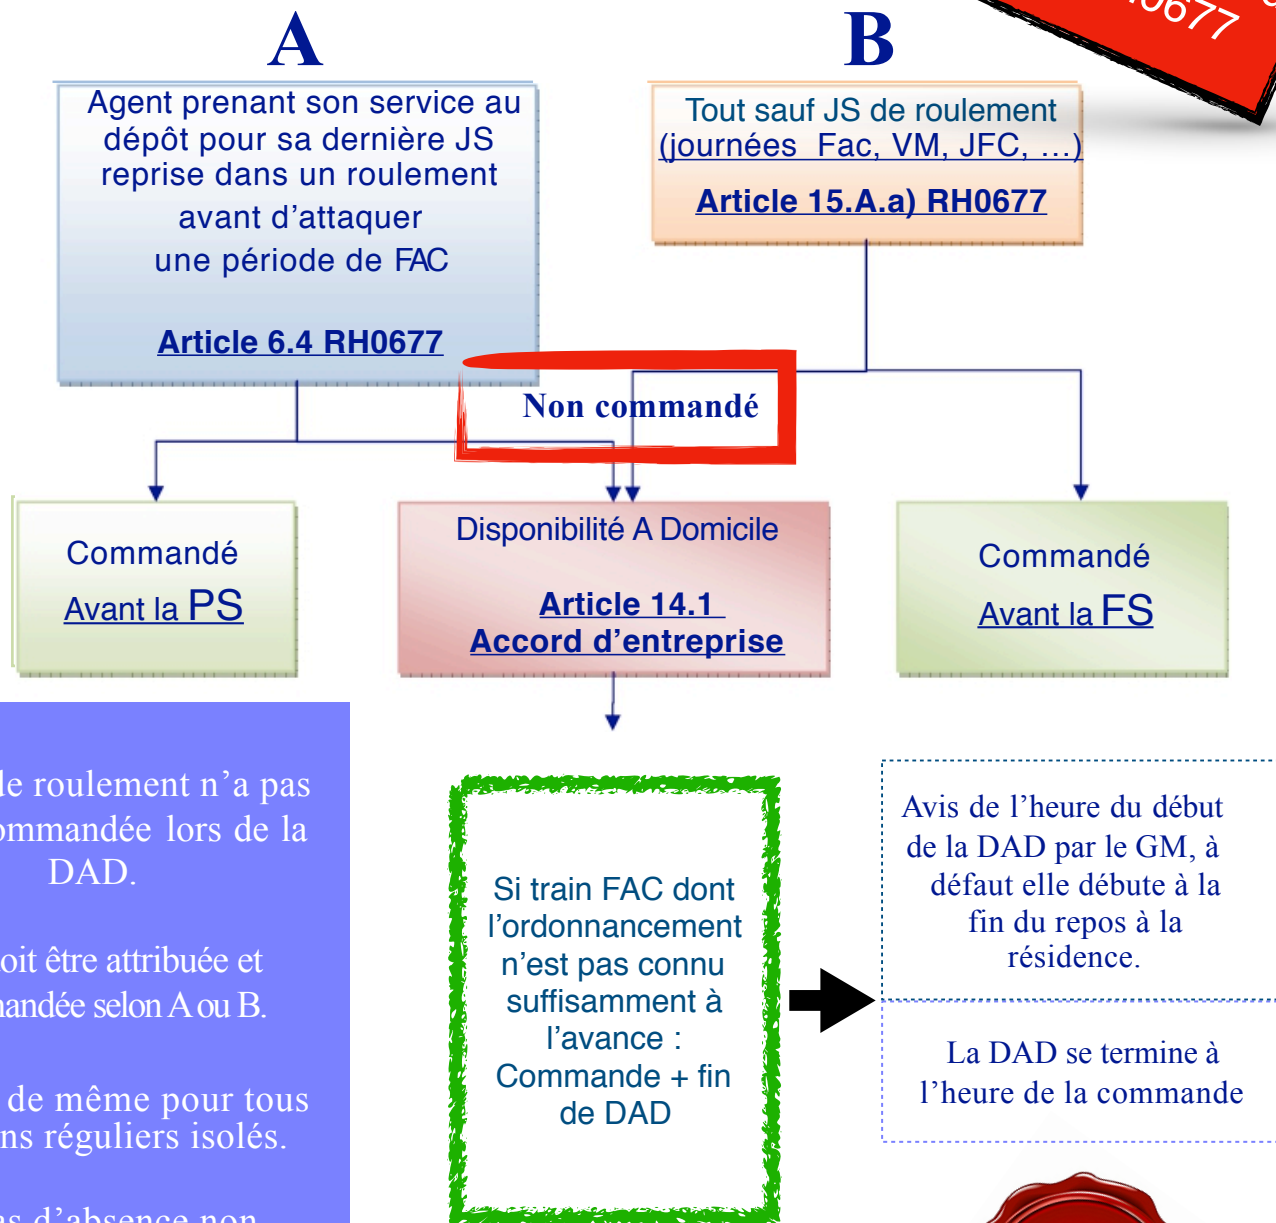 A
B
.0677
Agent prenant son service au
dépôt pour sa dernière JS
reprise dans un roulement
avant d’attaquer
une période de FAC
Article 6.4 RH0677
Tout sauf JS de roulement
(journées Fac, VM, JFC, …)
Article 15.A.a) RH0677
Non commandé
Commandé
Avant la PS
Disponibilité A Domicile
Article 14.1
Accord d’entreprise
Commandé
Avant la FS
de roulement n’a pas
ommandée lors de la
DAD.
oit être attribuée et
mandée selon A ou B.
de même pour tous
ns réguliers isolés.
as d’absence non
Si train FAC dont
l’ordonnancement
n’est pas connu
suffisamment à
l’avance :
Commande + fin
de DAD
Avis de l’heure du début
de la DAD par le GM, à
défaut elle débute à la
fin du repos à la
résidence.
La DAD se termine à
l’heure de la commande